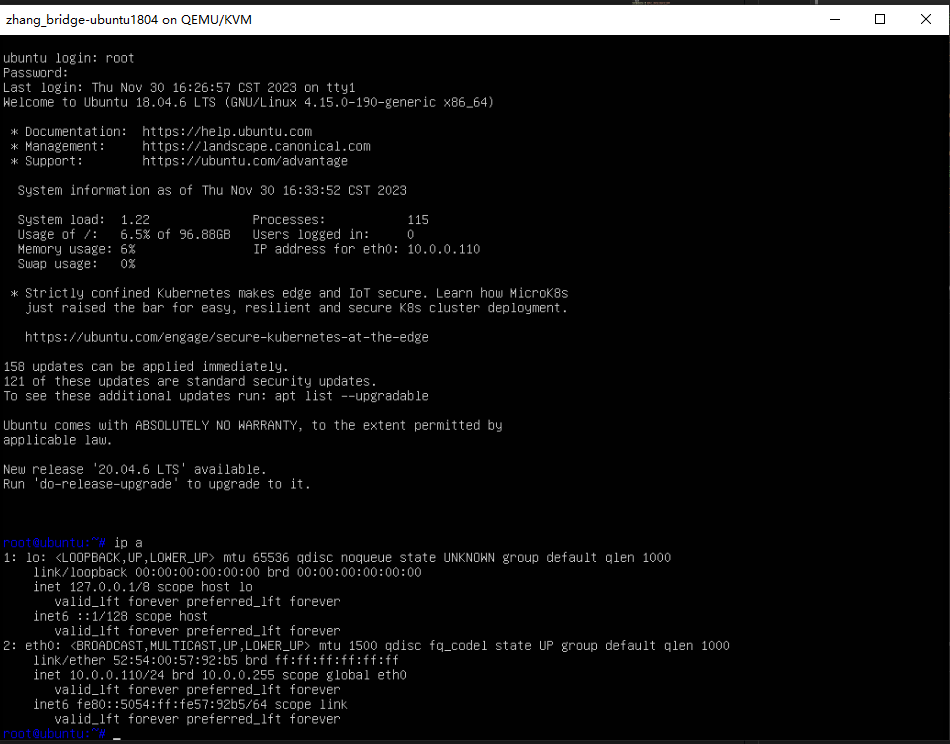 zhang_bridge-ubuntu1804 on QEMU/KVM
ubuntu login: root
Password:
Last login: Thu Nov 30 16:26:57 CST 2023 on tty1
Welcome to Ubuntu 18.04.6 LTS (GNU/Linux 4.15.0-190-generic x86_64)
* Documentation:  https://help.ubuntu.com
* Management:     https://landscape.canonical.com
* Support:        https://ubuntu.com/advantage
System information as of Thu Nov 30 16:33:52 CST 2023
System load:  1.22              Processes:           115
Usage of /:   6.5% of 96.88GB   Users logged in:     0
Memory usage: 6%                IP address for eth0: 10.0.0.110
Swap usage:   0%
* Strictly confined Kubernetes makes edge and IoT secure. Learn how MicroK8s
just raised the bar for easy, resilient and secure K8s cluster deployment.
https://ubuntu.com/engage/secure-kubernetes-at-the-edge
158 updates can be applied immediately.
121 of these updates are standard security updates.
To see these additional updates run: apt list --upgradable
Ubuntu comes with ABSOLUTELY NO WARRANTY, to the extent permitted by
applicable law.
New release '20.04.6 LTS' available.
Run 'do-release-upgrade' to upgrade to it.
root@ubuntu:~# ip a
1: lo: <LOOPBACK,UP,LOWER_UP> mtu 65536 qdisc noqueue state UNKNOWN group default qlen 1000
link/loopback 00:00:00:00:00:00 brd 00:00:00:00:00:00
inet 127.0.0.1/8 scope host lo
valid_lft forever preferred_lft forever
inet6 ::1/128 scope host
valid_lft forever preferred_lft forever
2: eth0: <BROADCAST,MULTICAST,UP,LOWER_UP> mtu 1500 qdisc fq_codel state UP group default qlen 1000
link/ether 52:54:00:57:92:b5 brd ff:ff:ff:ff:ff:ff
inet 10.0.0.110/24 brd 10.0.0.255 scope global eth0
valid_lft forever preferred_lft forever
inet6 fe80::5054:ff:fe57:92b5/64 scope link
valid_lft forever preferred_lft forever
root@ubuntu:~# _